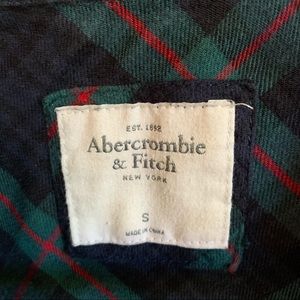 EST. 1892
Abercrombie
& Fitch
NEW YORK
S
MADE IN CHINA